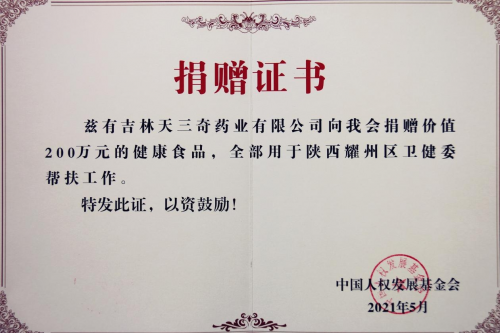 捐赠证书
兹有吉林天三奇药业有限公司向我会捐赠价值
200万元的健康食品，全部用于陕西耀州区卫健委
帮扶工作。
特发此证，以资鼓励！
中国人权发展基金会
2021年5月